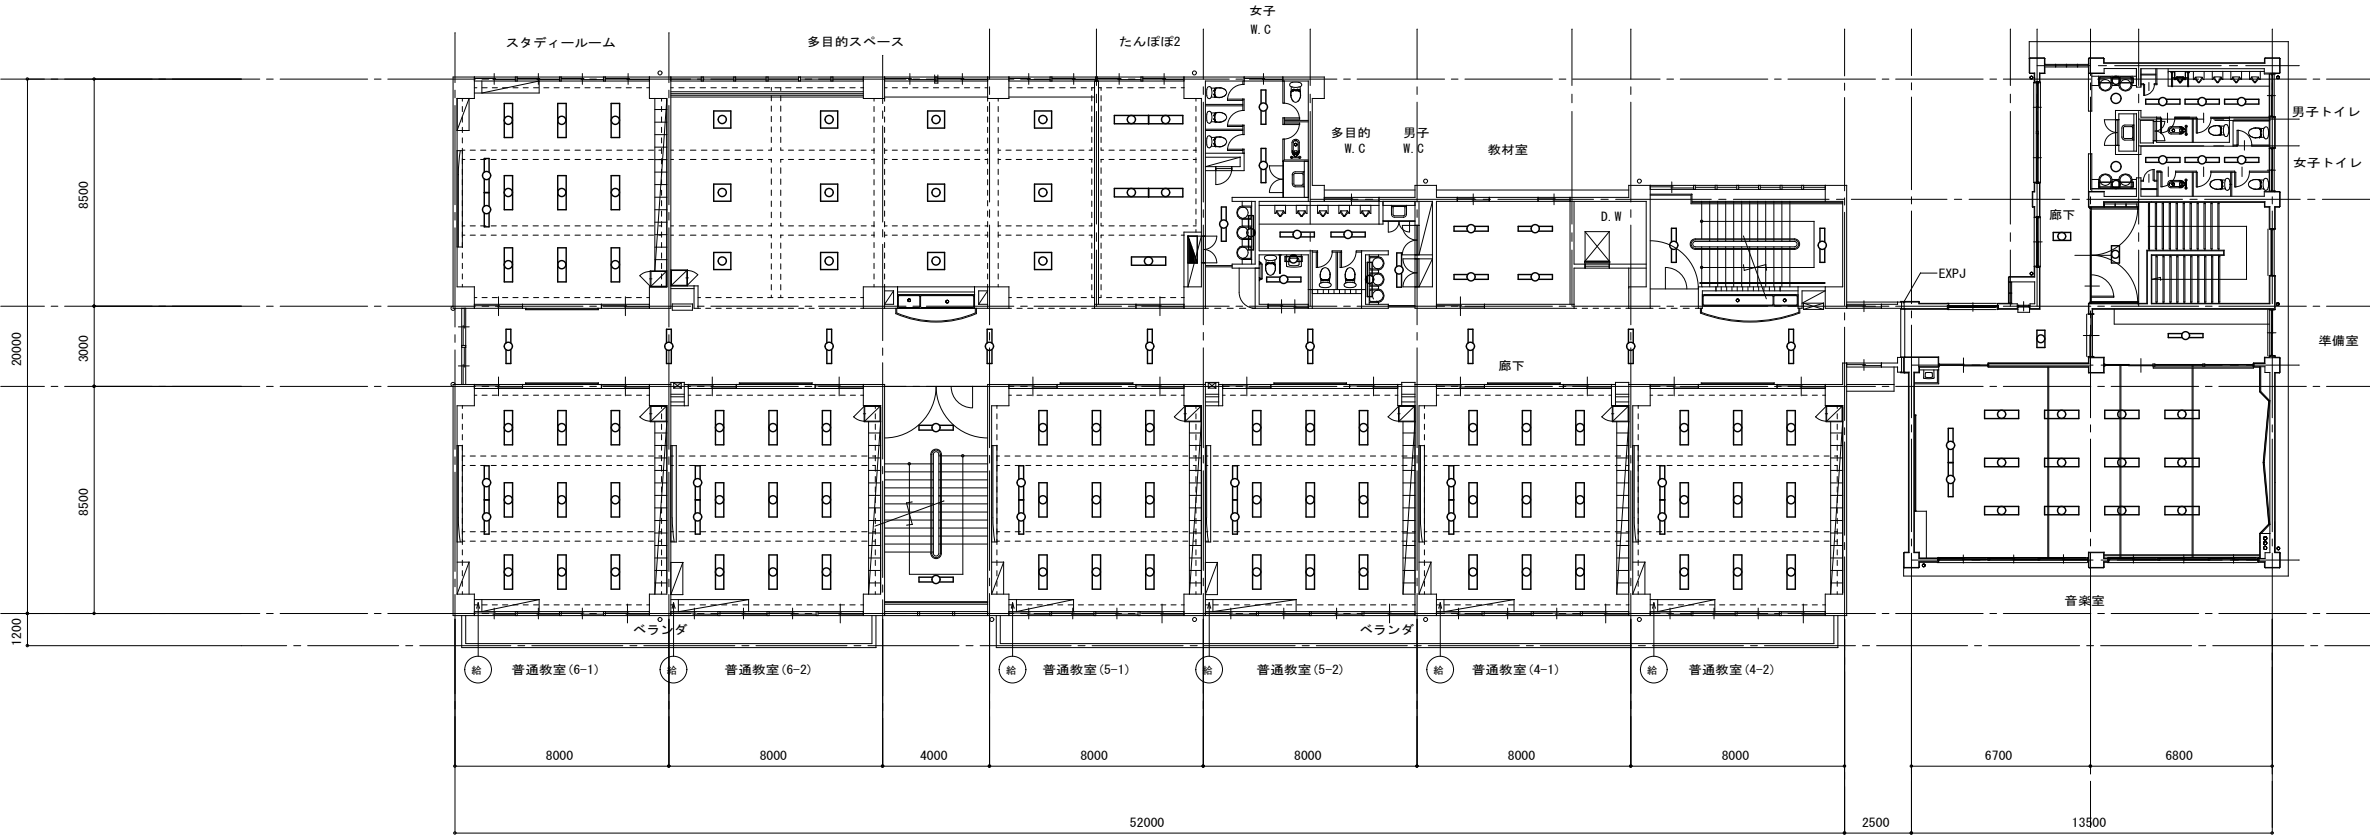 女子
W.C
スタディールーム
多目的スペース
たんぽぽ2
多目的
W.C
男子
W.C
教材室
男子トイレ
女子トイレ
D.W
廊下
EXPJ
準備室
廊下
8500
3000
20000
8500
1200
音楽室
ベランダ
ベランダ
給
普通教室(6-1)
給
普通教室(6-2)
給
普通教室(5-1)
給
普通教室(5-2)
給
普通教室(4-1)
給
普通教室(4-2)
8000
8000
4000
8000
8000
8000
8000
6700
6800
52000
2500
13500